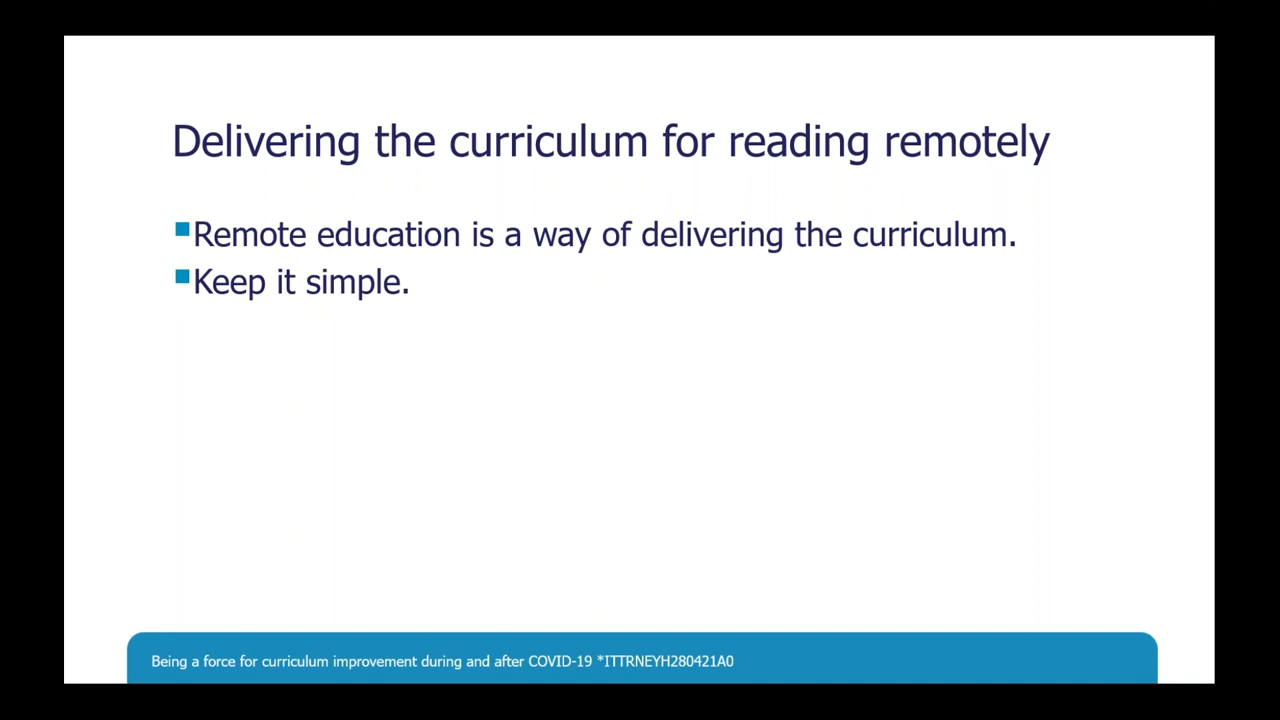 Delivering the curriculum for reading remotely
Remote education is a way of delivering the curriculum.
Keep it simple.
Being a force for curriculum improvement during and after COVID-19 *ITTRNEYH280421A0